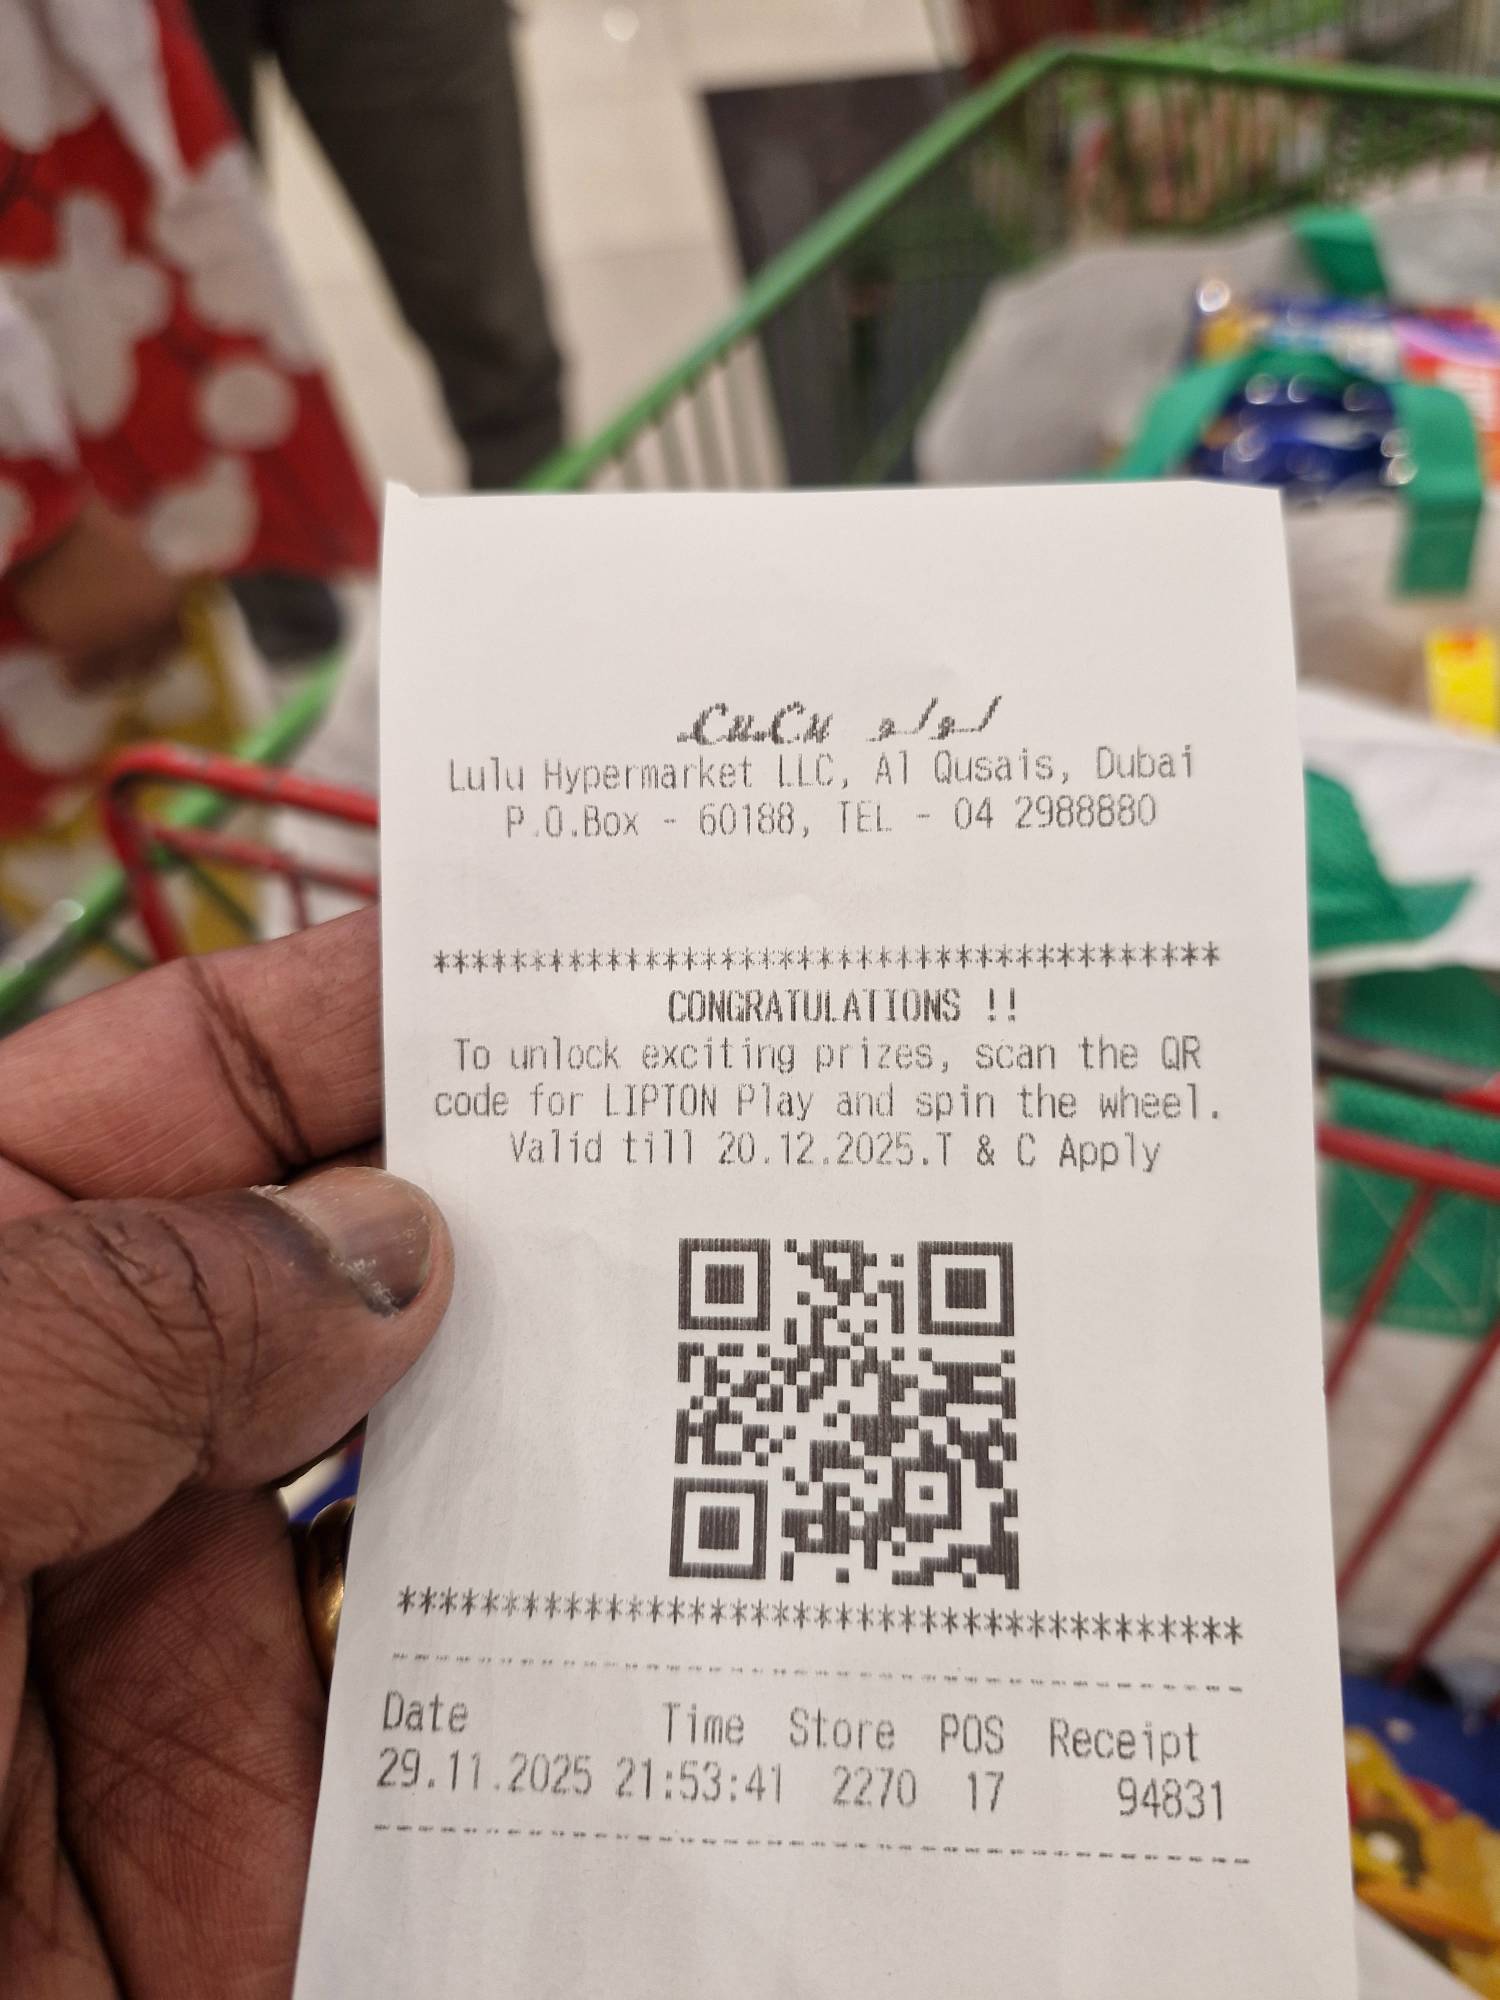 LuLu لولو
Lulu Hypermarket LLC, Al Qusais, Dubai
P.O.Box - 60188, TEL - 04 2988880
****************************************
CONGRATULATIONS !!
To unlock exciting prizes, scan the QR
code for LIPTON Play and spin the wheel.
Valid till 20.12.2025.T & C Apply
****************************************
Date Time Store POS Receipt
29.11.2025 21:53:41 2270 17 94831